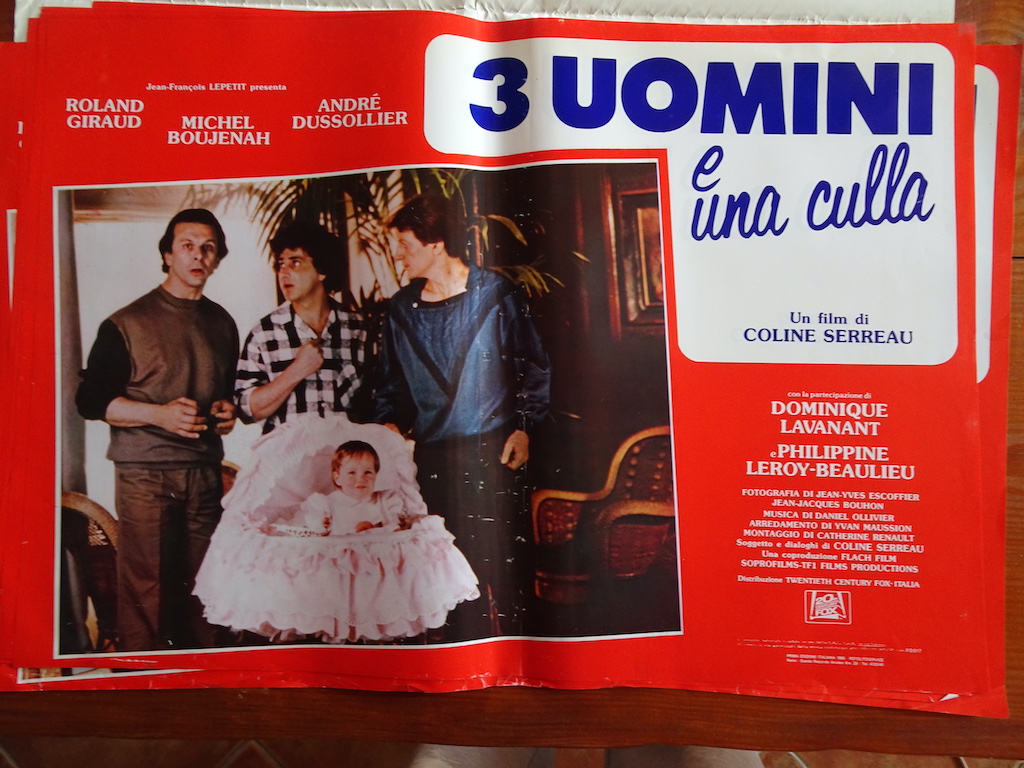 Jean-François LEPETIT presenta
ROLAND
GIRAUD
MICHEL
BOUJENAH
ANDRÉ
DUSSOLLIER
3 UOMINI
e
una culla
Un film di
COLINE SERREAU
con la partecipazione di
DOMINIQUE
LAVANANT
e PHILIPPINE
LEROY-BEAULIEU
FOTOGRAFIA DI JEAN-YVES ESCOFFIER
JEAN-JACQUES BOUHON
MUSICA DI DANIEL OLLIVIER
ARREDAMENTO DI YVAN MAUSSION
MONTAGGIO DI CATHERINE RENAULT
Soggetto e dialoghi di COLINE SERREAU
Una coproduzione FLACH FILM
SOPROFILMS-TF1 FILMS PRODUCTIONS
Distribuzione TWENTIETH CENTURY FOX-ITALIA
20th
CENTURY
FOX